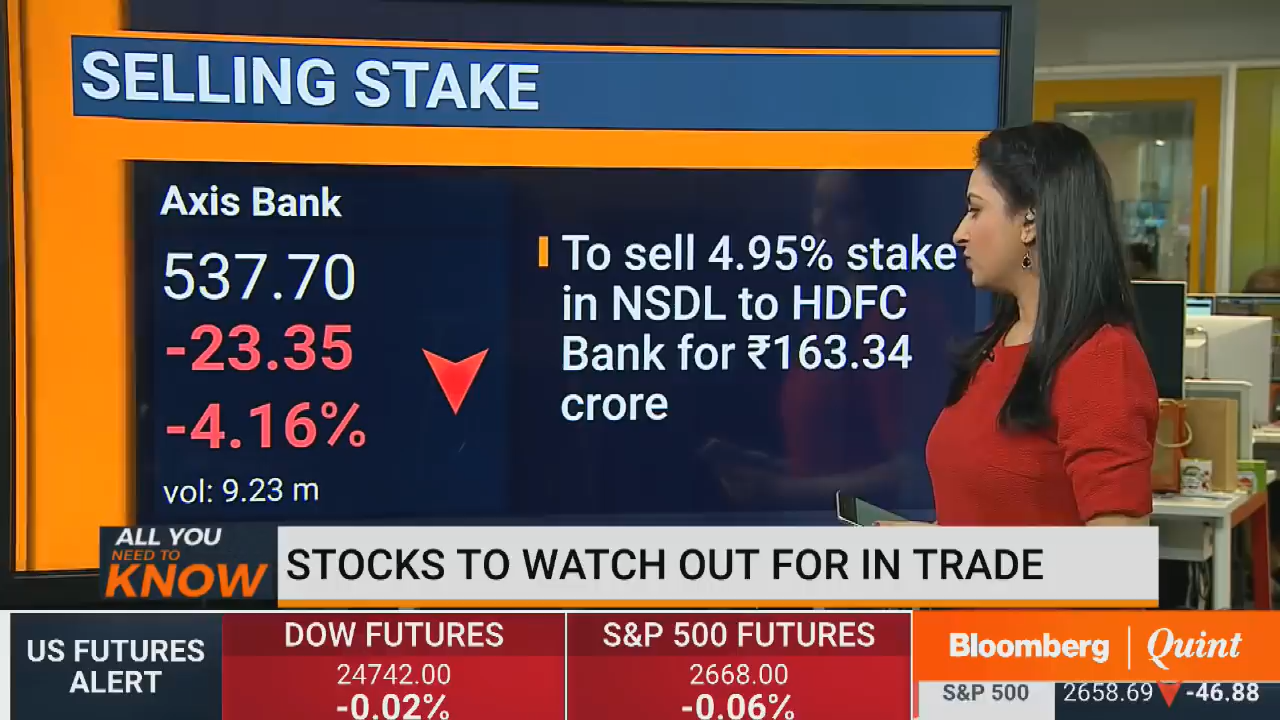 SELLING STAKE
Axis Bank
537.70
-23.35
-4.16%
vol: 9.23 m
To sell 4.95% stake
in NSDL to HDFC
Bank for ₹163.34
crore
ALL YOU
NEED TO
KNOW
STOCKS TO WATCH OUT FOR IN TRADE
US FUTURES
ALERT
DOW FUTURES
24742.00
-0.02%
S&P 500 FUTURES
2668.00
-0.06%
Bloomberg | Quint
S&P 500 2658.69 -46.88